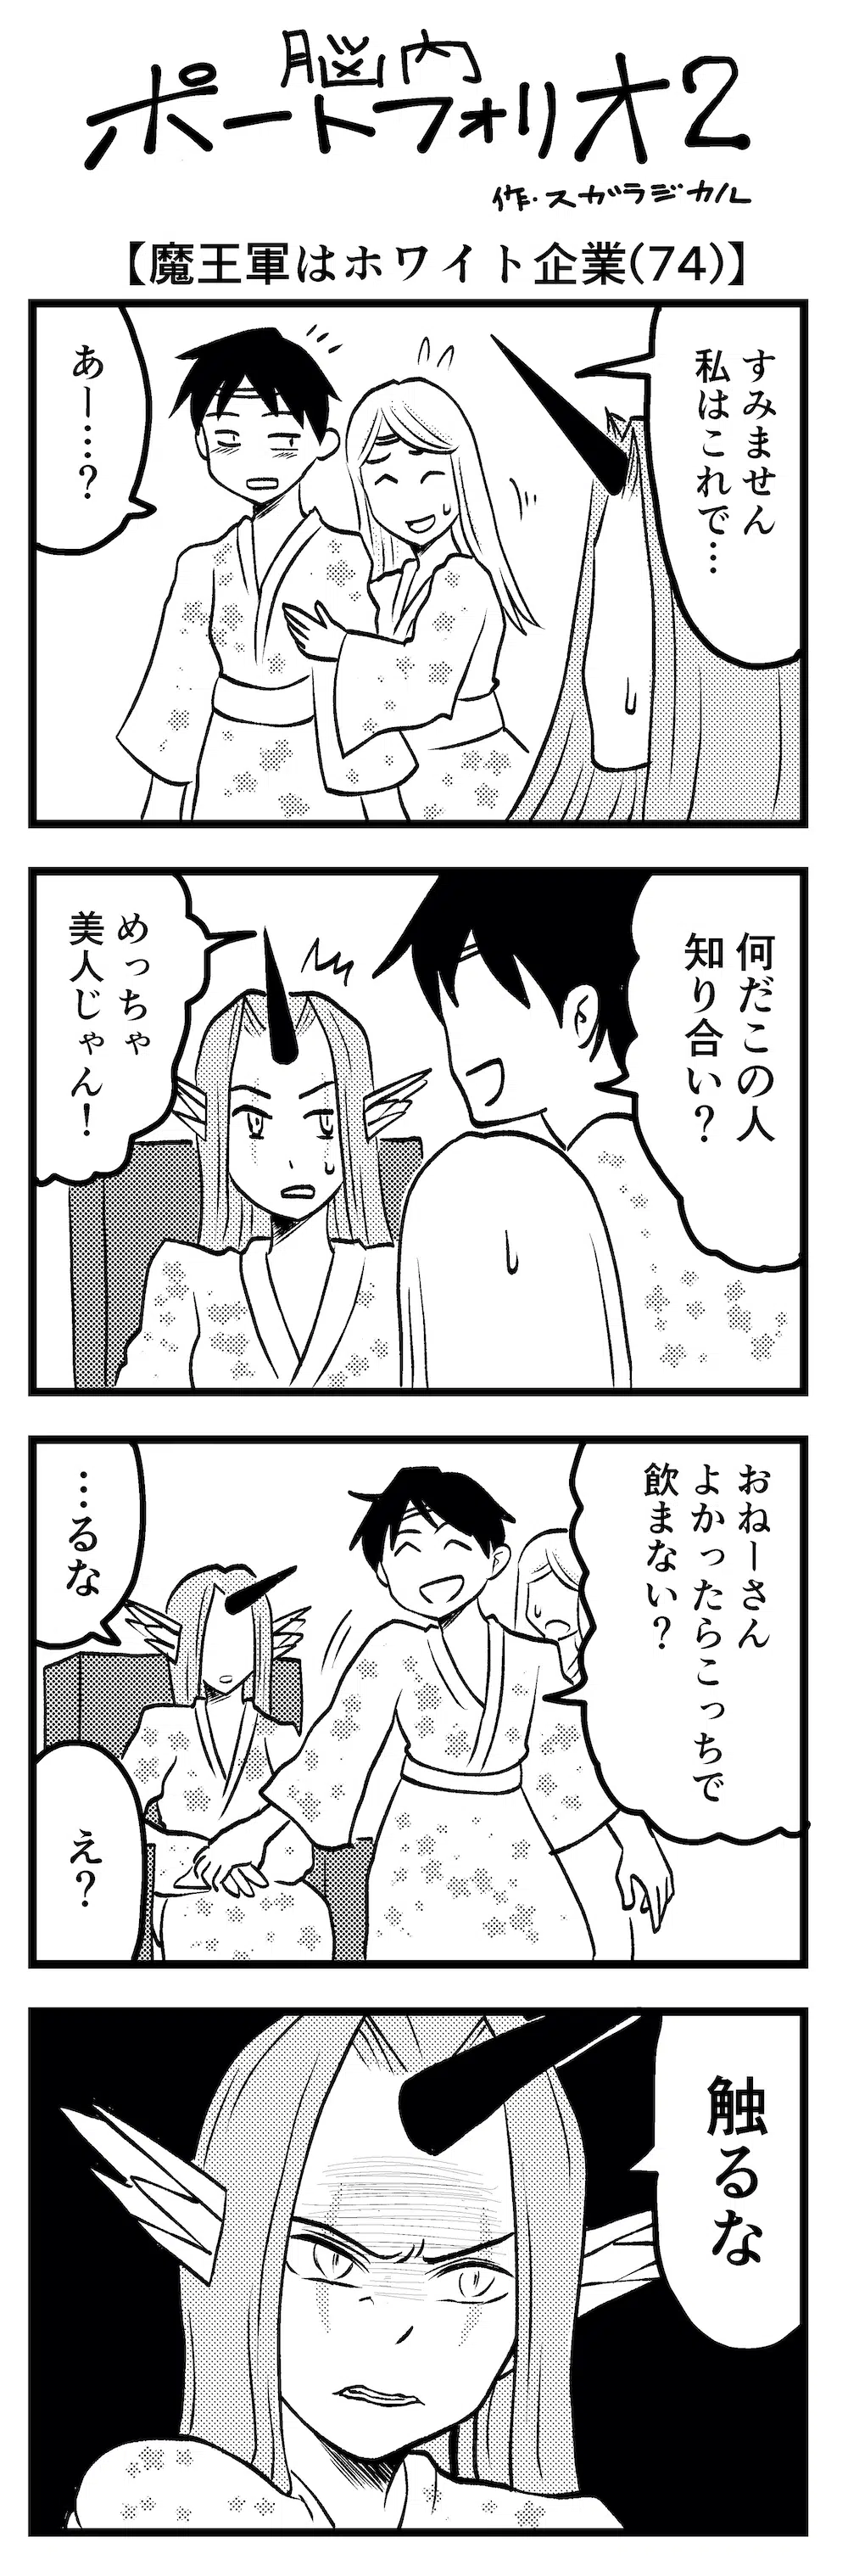 脳内
ポートフォリオ2
作・スガラジカル
【魔王軍はホワイト企業(74)】
すみません
私はこれで…
あー…?
何だこの人
知り合い?
めっちゃ
美人じゃん!
おねーさん
よかったらこっちで
飲まない?
…るな
え?
触るな